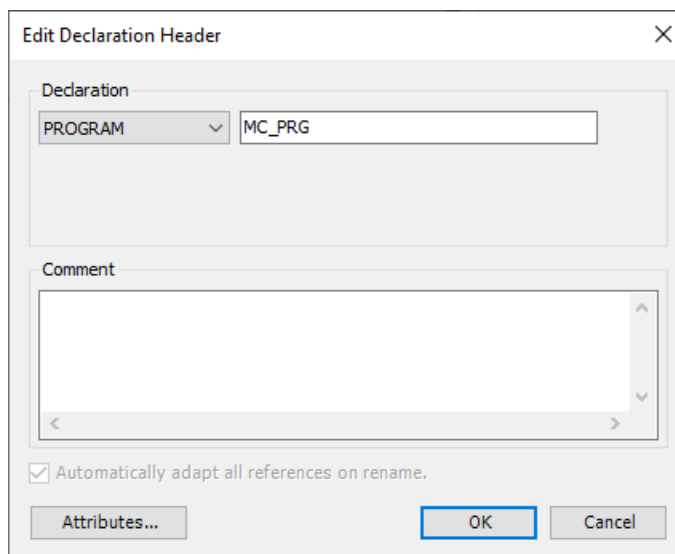 Edit Declaration Header
Declaration
PROGRAM MC_PRG
Comment
Automatically adapt all references on rename.
Attributes... OK Cancel